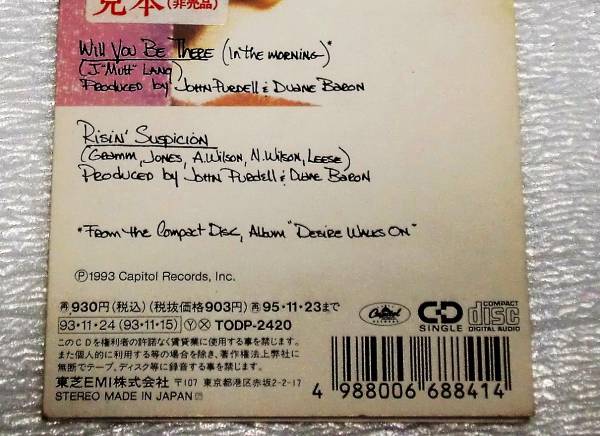 見本(非売品)
Will You Be There (In the morning)*
(J "Mutt" Lang)
Produced by John Purdell & Duane Baron
Risin' Suspicion
(Gramm, Jones, A.Wilson, N.Wilson, Leese)
Produced by John Purdell & Duane Baron
*From the Compact Disc, Album "Desire Walks On"
Ⓟ1993 Capitol Records, Inc.
㋮930円(税込)(税抜価格903円)㋮95・11・23まで
93・11・24 (93・11・15) Ⓨ Ⓧ TODP-2420
このCDを権利者の許諾なく賃貸業に使用する事を禁じます。
また個人的に利用する等の場合を除き、著作権法上弊社に
無断でテープ、ディスク等に録音する事を禁じます。
東芝EMI株式会社 〒107 東京都港区赤坂2-2-17
STEREO MADE IN JAPAN
Capitol
CD SINGLE
COMPACT disc DIGITAL AUDIO
4 988006 688414